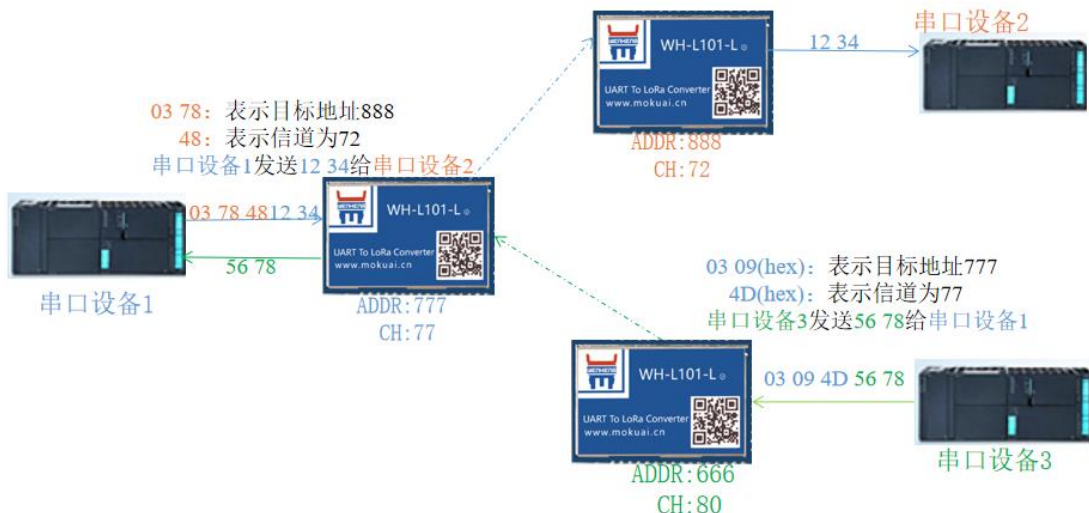 串口设备2
WH-L101-L
12 34
UART To LoRa Converter
www.mokuai.cn
ADDR:888
CH:72
03 78：表示目标地址888
48：表示信道为72
串口设备1发送12 34给串口设备2
03 78 48 12 34
WH-L101-L
UART To LoRa Converter
www.mokuai.cn
56 78
串口设备1
ADDR:777
CH:77
03 09(hex)：表示目标地址777
4D(hex)：表示信道为77
串口设备3发送56 78给串口设备1
WH-L101-L
03 09 4D 56 78
UART To LoRa Converter
www.mokuai.cn
串口设备3
ADDR:666
CH:80